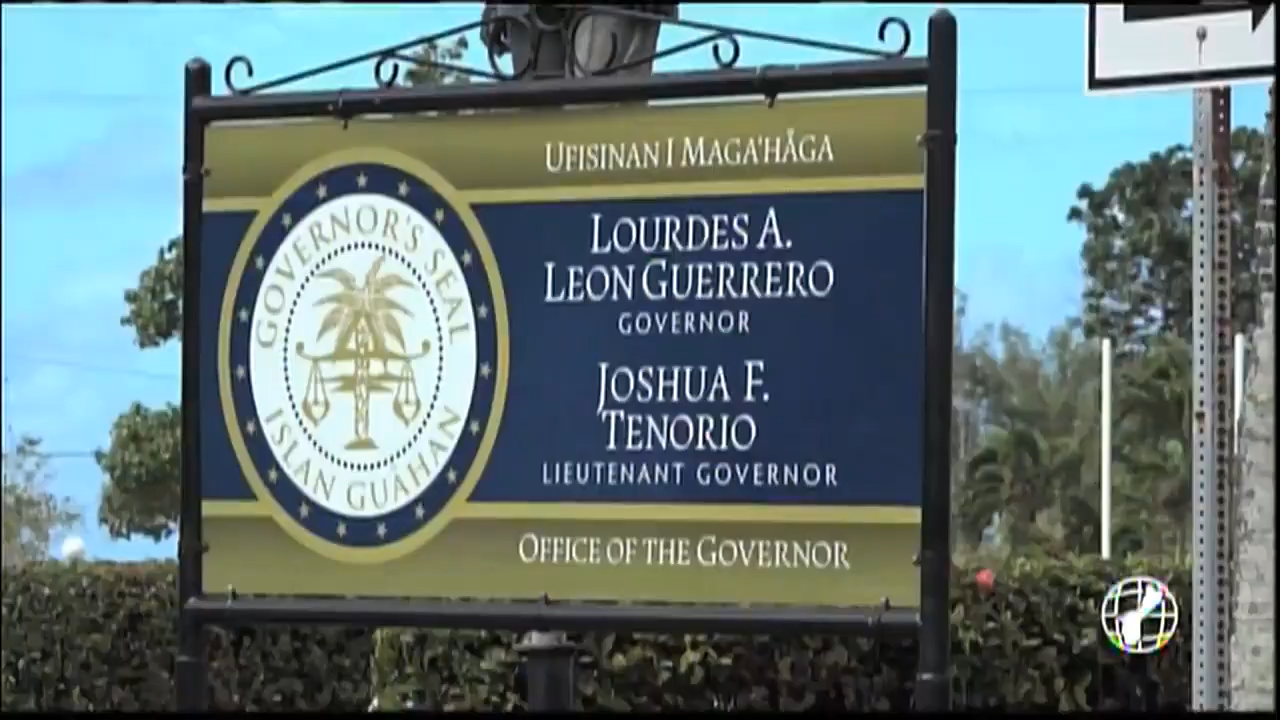 UFISINAN I MAGA'HÅGA
LOURDES A.
LEON GUERRERO
GOVERNOR
JOSHUA F.
TENORIO
LIEUTENANT GOVERNOR
OFFICE OF THE GOVERNOR
GOVERNOR'S SEAL
ISLAN GUÅHAN